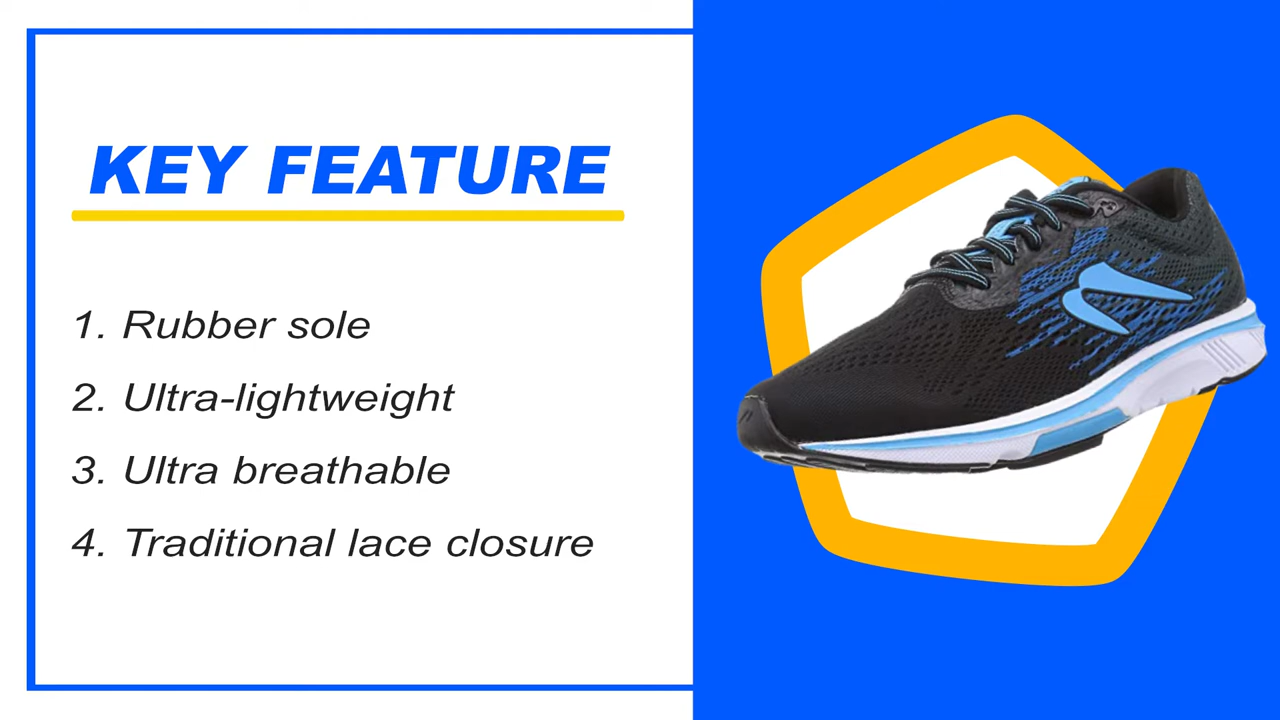 KEY FEATURE
1. Rubber sole
2. Ultra-lightweight
3. Ultra breathable
4. Traditional lace closure